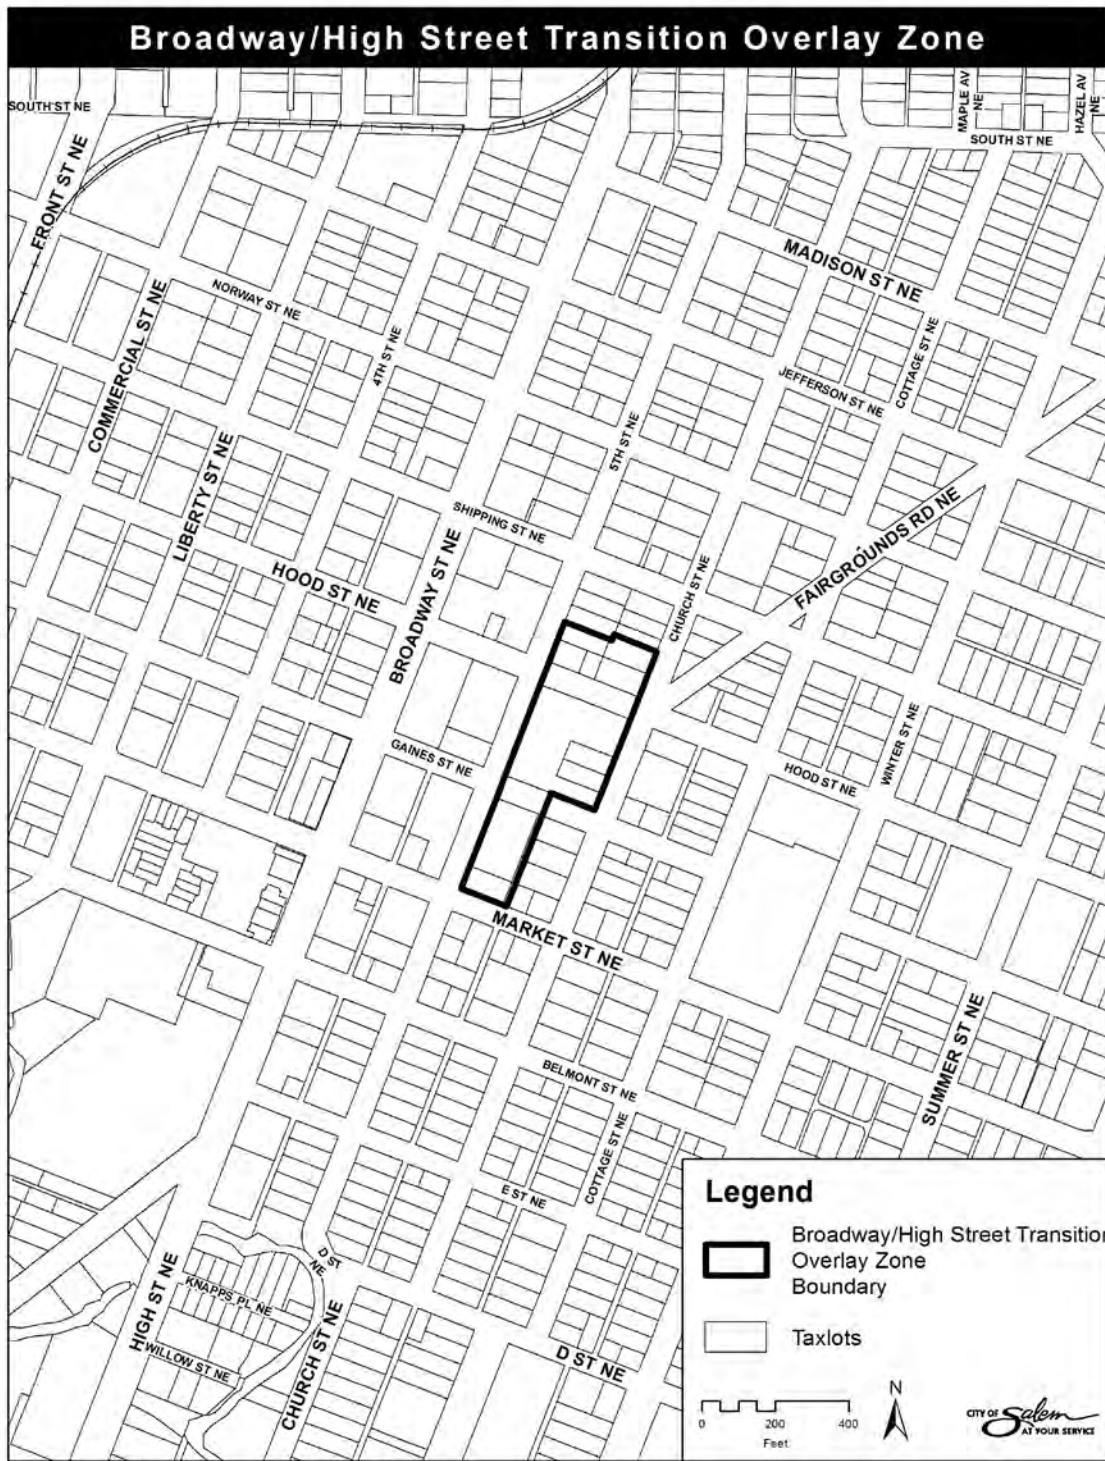 Broadway/High Street Transition Overlay Zone
SOUTH ST NE
MAPLE AV
NE
HAZEL AV
NE
SOUTH ST NE
FRONT ST NE
MADISON ST NE
NORWAY ST NE
COMMERCIAL ST NE
4TH ST NE
COTTAGE ST NE
JEFFERSON ST NE
5TH ST NE
LIBERTY ST NE
SHIPPING ST NE
FAIRGROUNDS RD NE
HOOD ST NE
BROADWAY ST NE
CHURCH ST NE
WINTER ST NE
GAINES ST NE
HOOD ST NE
MARKET ST NE
SUMMER ST NE
BELMONT ST NE
COTTAGE ST NE
E ST NE
D ST
NE
KNAPPS PL NE
HIGH ST NE
WILLOW ST NE
CHURCH ST NE
D ST NE
Legend
Broadway/High Street Transition
Overlay Zone
Boundary
Taxlots
N
0 200 400
Feet
CITY OF Salem
AT YOUR SERVICE